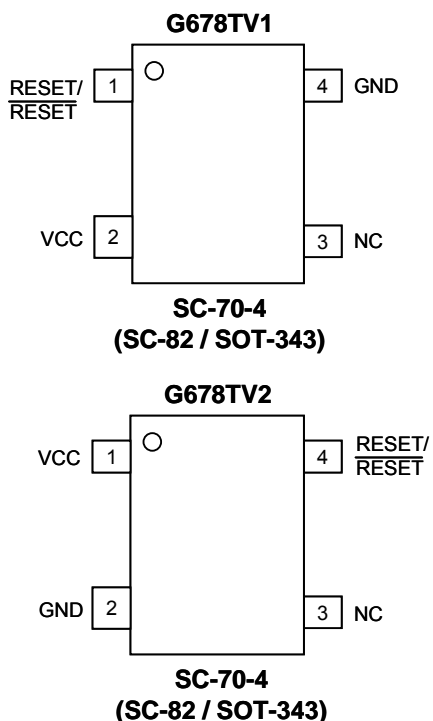 G678TV1
RESET/
RESET
1
4
GND
VCC
2
3
NC
SC-70-4
(SC-82 / SOT-343)
G678TV2
VCC
1
4
RESET/
RESET
GND
2
3
NC
SC-70-4
(SC-82 / SOT-343)